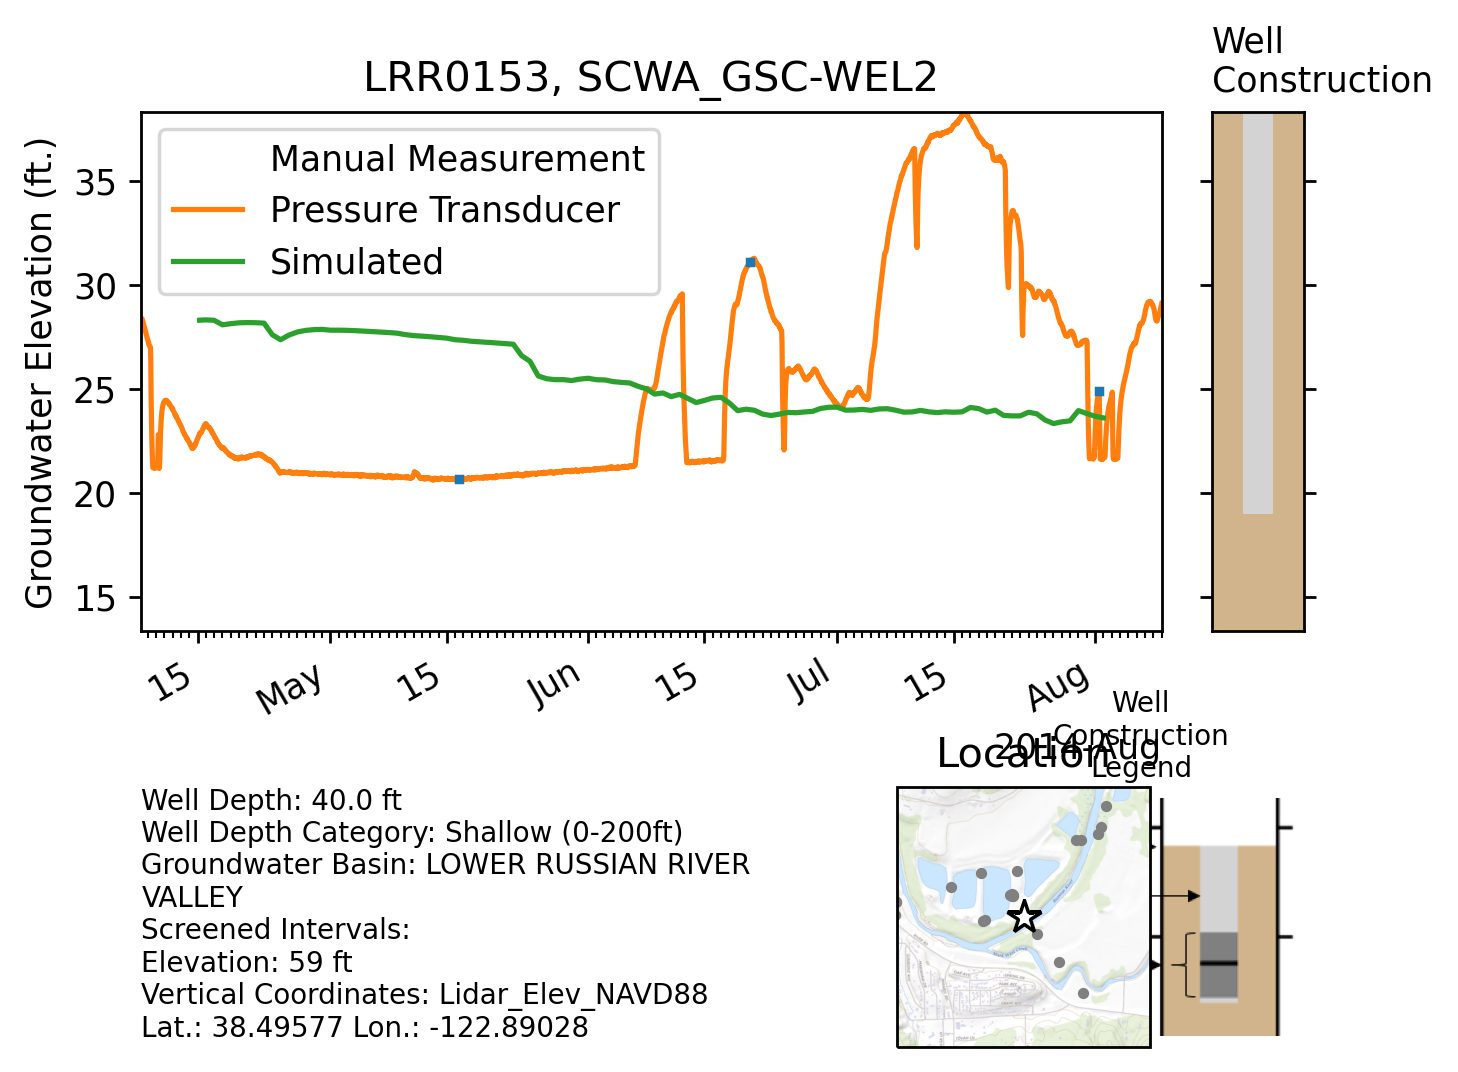 Well
Construction
LRR0153, SCWA_GSC-WEL2
Groundwater Elevation (ft.)
35
30
25
20
15
Manual Measurement
Pressure Transducer
Simulated
15
May
15
Jun
15
Jul
15
Aug
2014-Aug
Location
Well
Construction
Legend
Well Depth: 40.0 ft
Well Depth Category: Shallow (0-200ft)
Groundwater Basin: LOWER RUSSIAN RIVER
VALLEY
Screened Intervals:
Elevation: 59 ft
Vertical Coordinates: Lidar_Elev_NAVD88
Lat.: 38.49577 Lon.: -122.89028